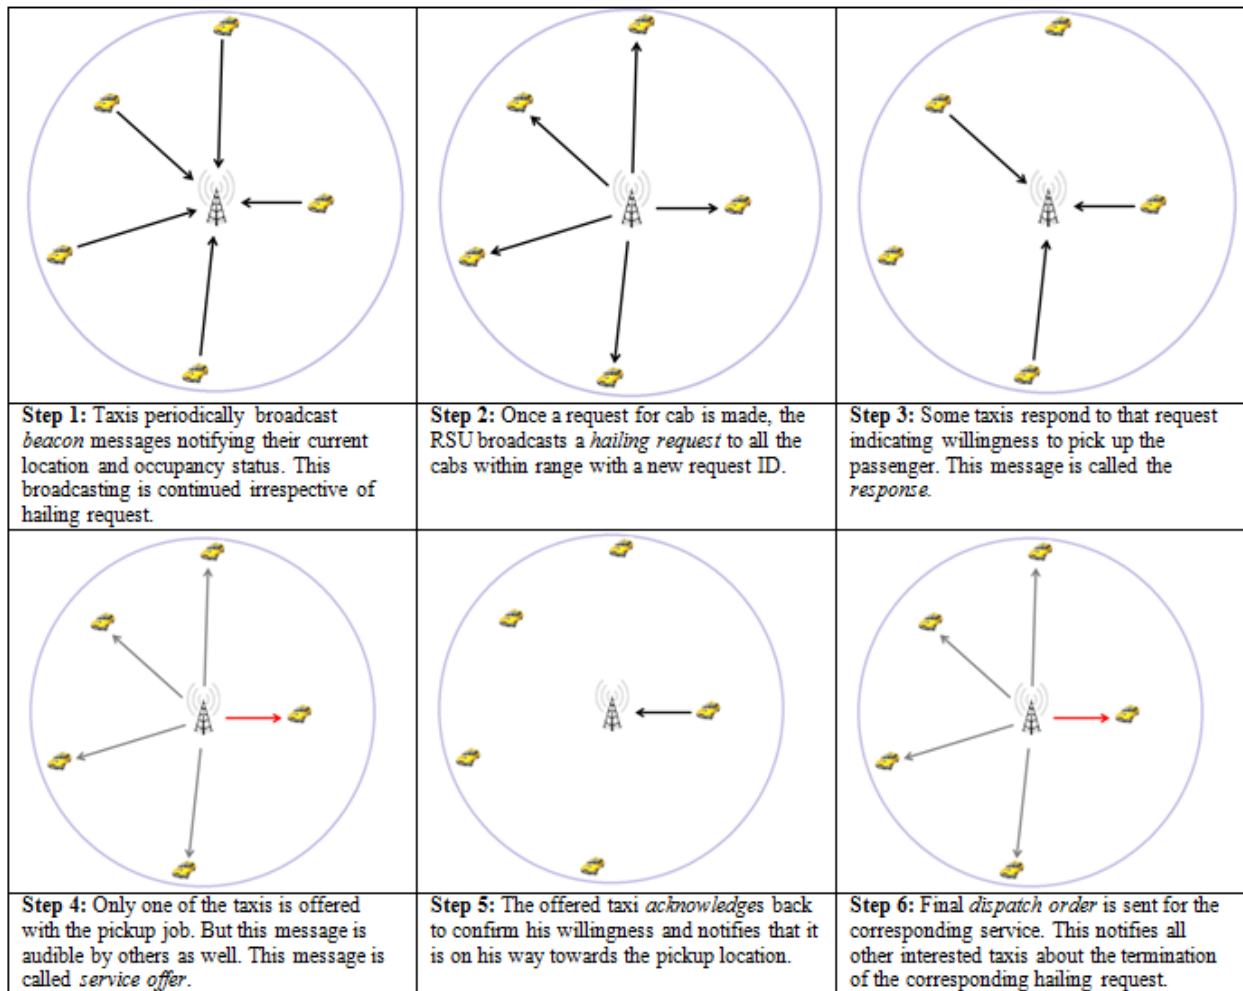 Step 1: Taxis periodically broadcast
beacon messages notifying their current
location and occupancy status. This
broadcasting is continued irrespective of
hailing request.
Step 2: Once a request for cab is made, the
RSU broadcasts a hailing request to all the
cabs within range with a new request ID.
Step 3: Some taxis respond to that request
indicating willingness to pick up the
passenger. This message is called the
response.
Step 4: Only one of the taxis is offered
with the pickup job. But this message is
audible by others as well. This message is
called service offer.
Step 5: The offered taxi acknowledges back
to confirm his willingness and notifies that it
is on his way towards the pickup location.
Step 6: Final dispatch order is sent for the
corresponding service. This notifies all
other interested taxis about the termination
of the corresponding hailing request.